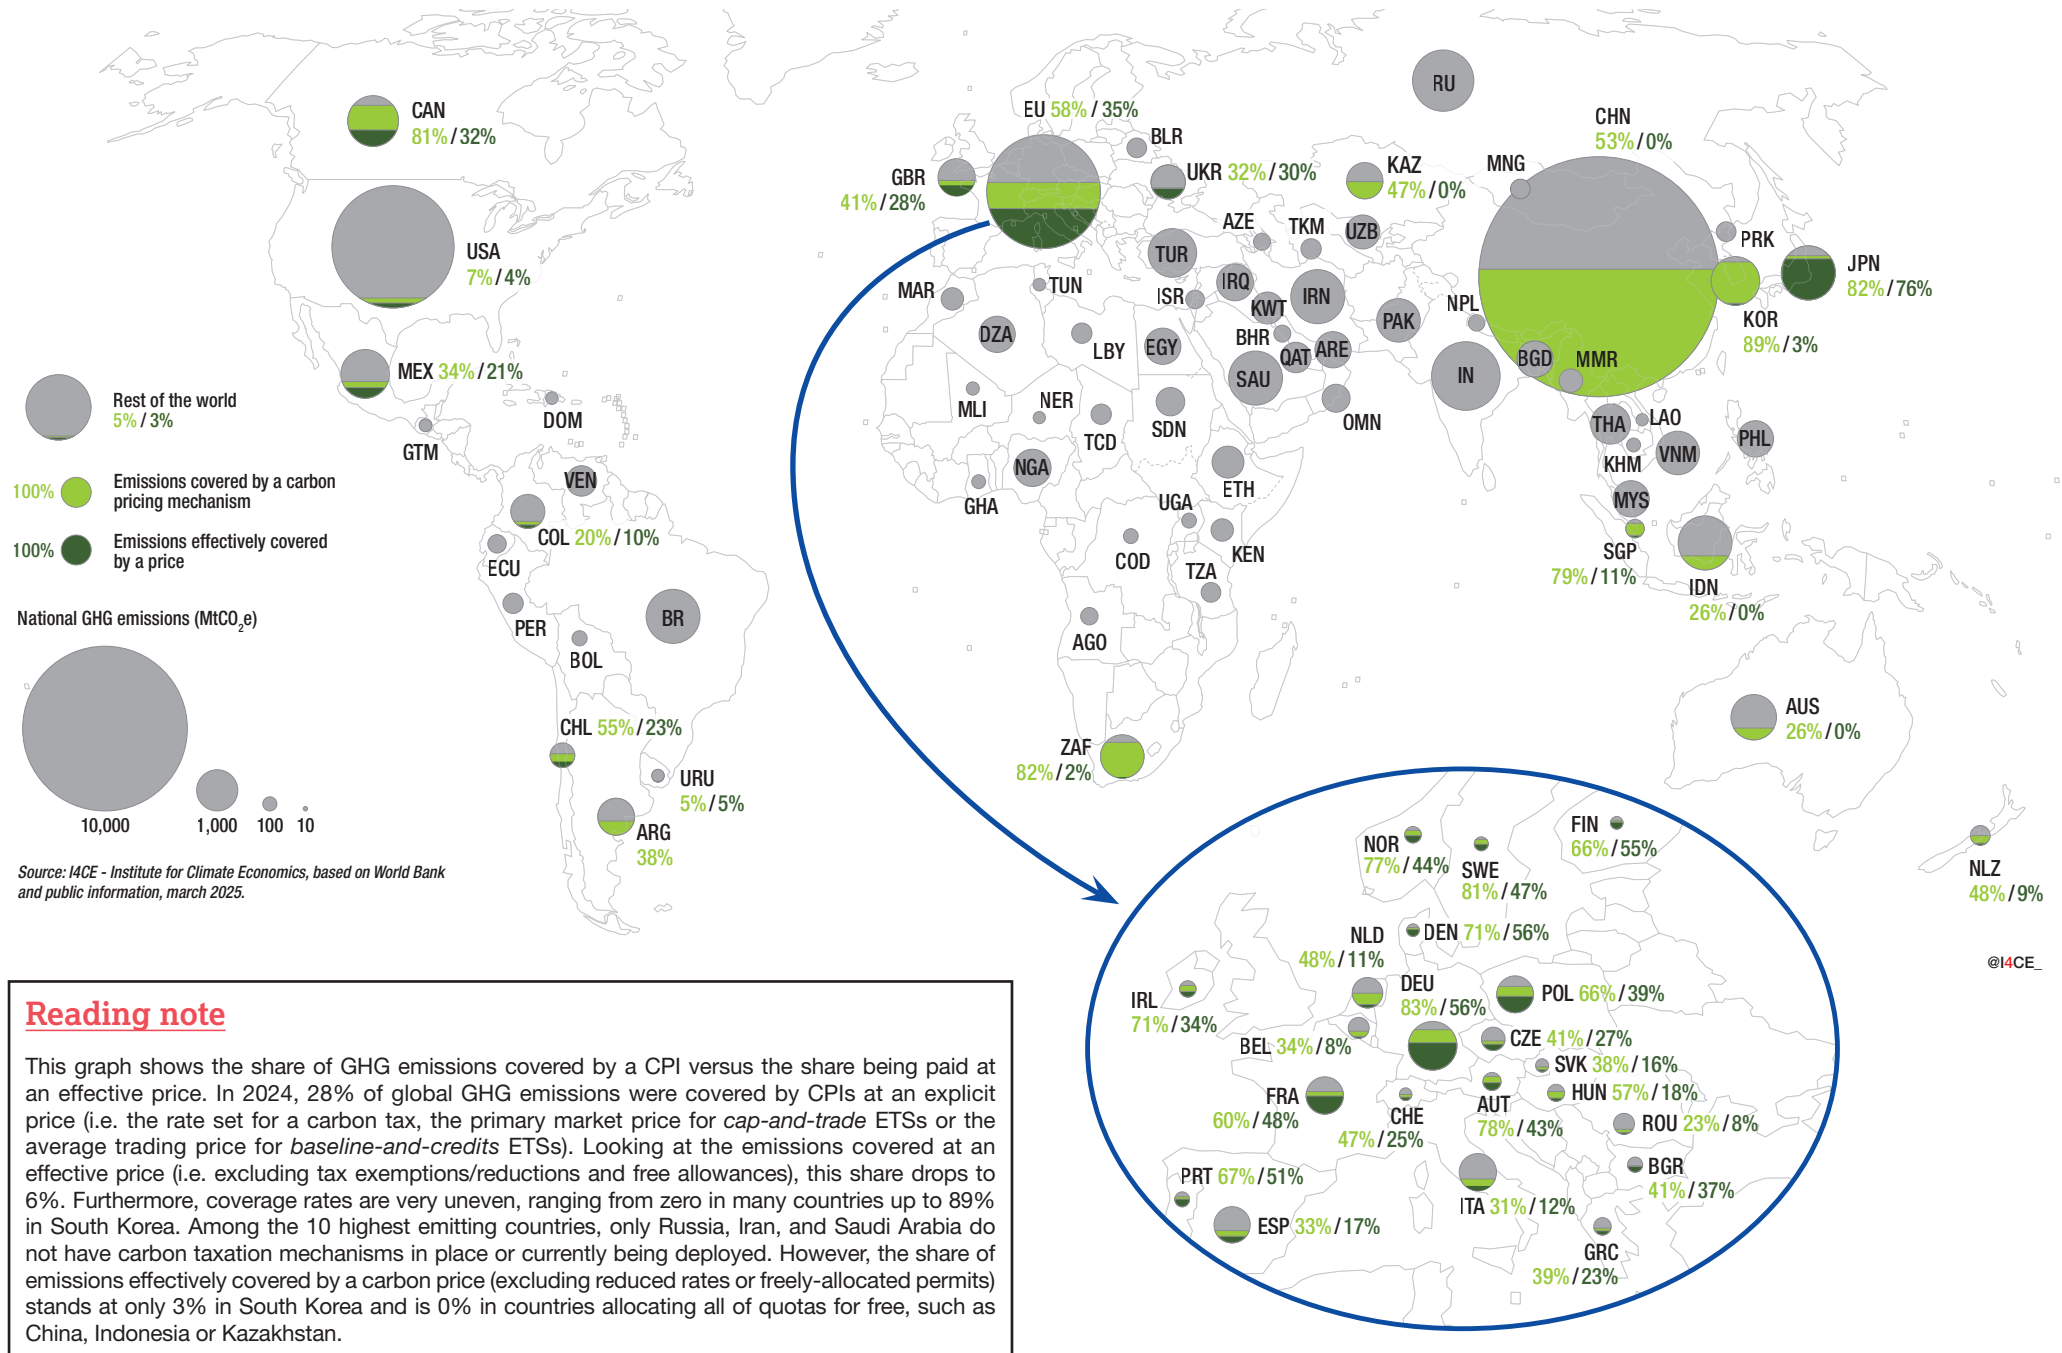 CAN
81% / 32%
USA
7% / 4%
MEX 34% / 21%
GTM
DOM
VEN
COL 20% / 10%
ECU
PER
BR
BOL
CHL 55% / 23%
URU
5% / 5%
ARG
38%
Rest of the world
5% / 3%
100%
Emissions covered by a carbon
pricing mechanism
100%
Emissions effectively covered
by a price
National GHG emissions (MtCO2e)
10,000
1,000
100
10
Source: I4CE - Institute for Climate Economics, based on World Bank
and public information, march 2025.
EU 58% / 35%
BLR
GBR
41% / 28%
UKR 32% / 30%
KAZ
47% / 0%
RU
CHN
53% / 0%
MNG
PRK
JPN
82% / 76%
KOR
89% / 3%
AZE
TKM
UZB
TUR
MAR
TUN
ISR
IRQ
KWT
IRN
PAK
NPL
DZA
LBY
EGY
BHR
QAT
ARE
SAU
IN
BGD
MMR
OMN
MLI
NER
TCD
SDN
THA
LAO
KHM
VNM
PHL
NGA
GHA
ETH
UGA
KEN
COD
TZA
AGO
MYS
SGP
79% / 11%
IDN
26% / 0%
AUS
26% / 0%
ZAF
82% / 2%
NLZ
48% / 9%
@I4CE_
NOR
77% / 44%
SWE
81% / 47%
FIN
66% / 55%
DEN 71% / 56%
NLD
48% / 11%
IRL
71% / 34%
DEU
83% / 56%
POL 66% / 39%
BEL 34% / 8%
CZE 41% / 27%
SVK 38% / 16%
HUN 57% / 18%
FRA
60% / 48%
CHE
47% / 25%
AUT
78% / 43%
ROU 23% / 8%
BGR
41% / 37%
PRT 67% / 51%
ESP 33% / 17%
ITA 31% / 12%
GRC
39% / 23%
Reading note
This graph shows the share of GHG emissions covered by a CPI versus the share being paid at
an effective price. In 2024, 28% of global GHG emissions were covered by CPIs at an explicit
price (i.e. the rate set for a carbon tax, the primary market price for cap-and-trade ETSs or the
average trading price for baseline-and-credits ETSs). Looking at the emissions covered at an
effective price (i.e. excluding tax exemptions/reductions and free allowances), this share drops to
6%. Furthermore, coverage rates are very uneven, ranging from zero in many countries up to 89%
in South Korea. Among the 10 highest emitting countries, only Russia, Iran, and Saudi Arabia do
not have carbon taxation mechanisms in place or currently being deployed. However, the share of
emissions effectively covered by a carbon price (excluding reduced rates or freely-allocated permits)
stands at only 3% in South Korea and is 0% in countries allocating all of quotas for free, such as
China, Indonesia or Kazakhstan.